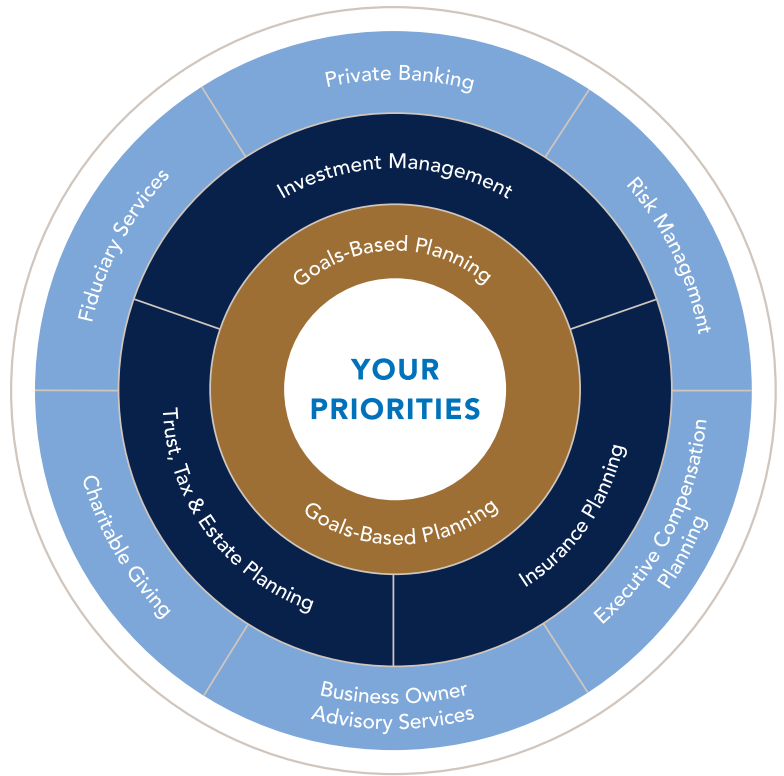 Private Banking
Investment Management
Goals-Based Planning
Fiduciary Services
Risk Management
YOUR
PRIORITIES
Trust, Tax & Estate Planning
Insurance Planning
Goals-Based Planning
Charitable Giving
Executive Compensation
Planning
Business Owner
Advisory Services